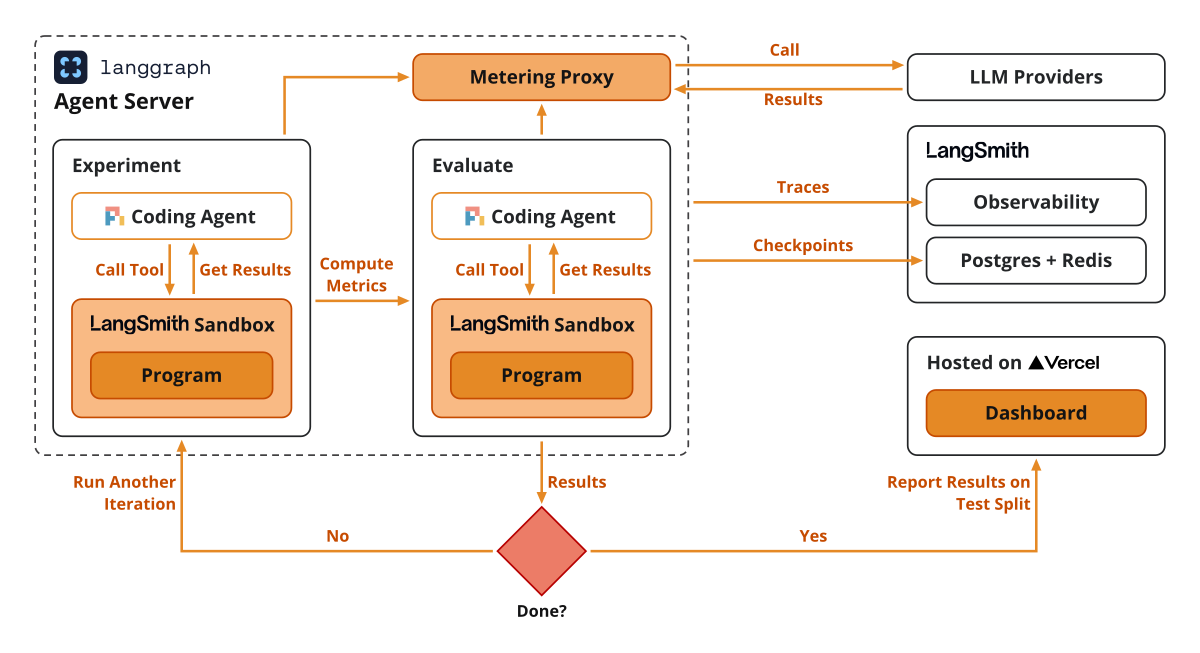 langgraph
Agent Server
Metering Proxy
Call
Results
LLM Providers
Experiment
Coding Agent
Call Tool
Get Results
LangSmith Sandbox
Program
Compute
Metrics
Evaluate
Coding Agent
Call Tool
Get Results
LangSmith Sandbox
Program
Traces
Checkpoints
LangSmith
Observability
Postgres + Redis
Hosted on Vercel
Dashboard
Run Another
Iteration
Results
Report Results on
Test Split
No
Yes
Done?